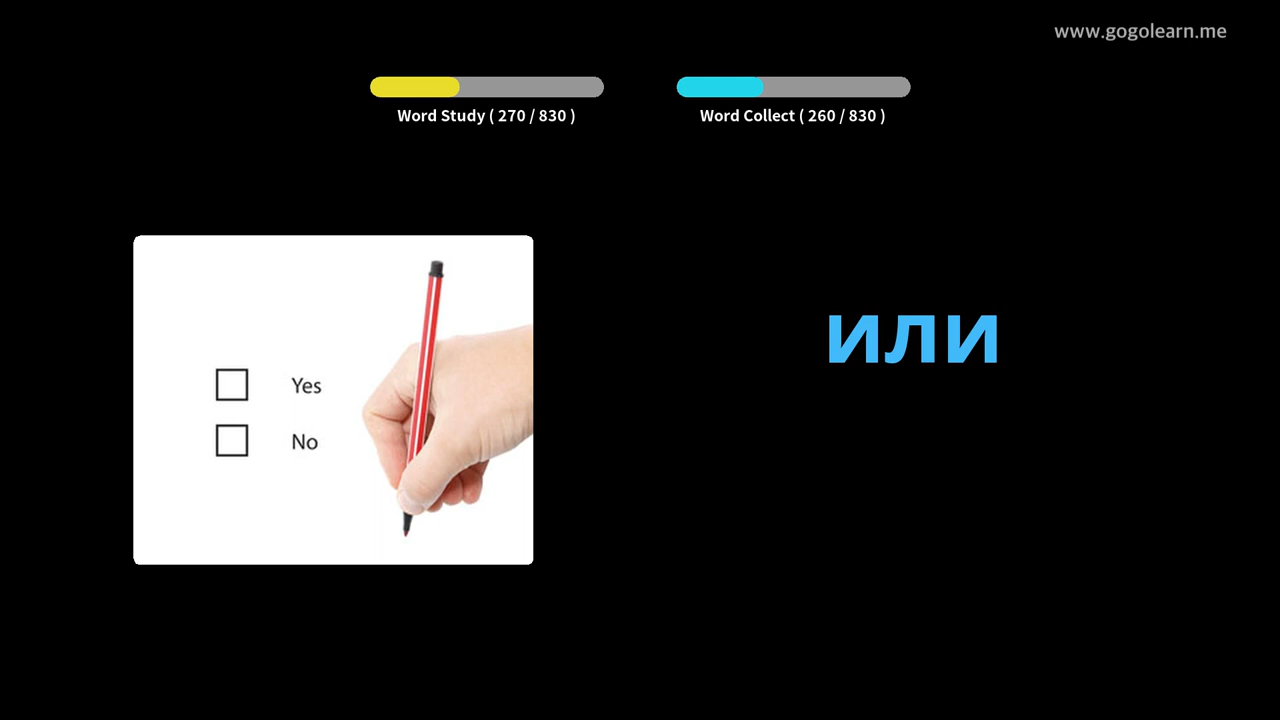 www.gogolearn.me
Word Study ( 270 / 830 )
Word Collect ( 260 / 830 )
или
Yes
No